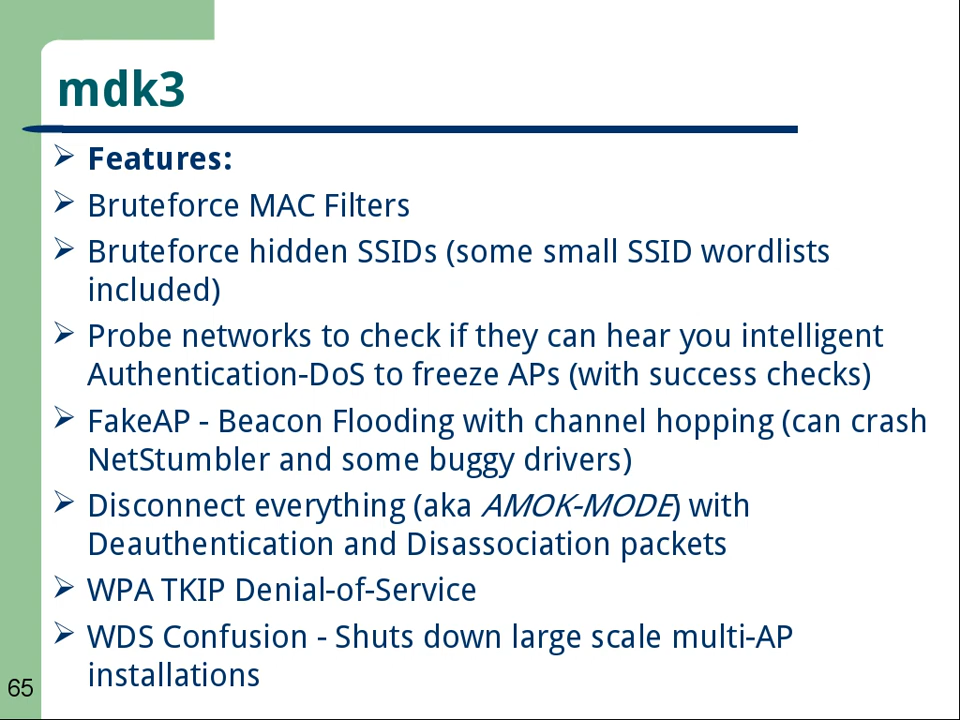 mdk3
Features:
Bruteforce MAC Filters
Bruteforce hidden SSIDs (some small SSID wordlists
included)
Probe networks to check if they can hear you intelligent
Authentication-DoS to freeze APs (with success checks)
FakeAP - Beacon Flooding with channel hopping (can crash
NetStumbler and some buggy drivers)
Disconnect everything (aka AMOK-MODE) with
Deauthentication and Disassociation packets
WPA TKIP Denial-of-Service
WDS Confusion - Shuts down large scale multi-AP
installations
65